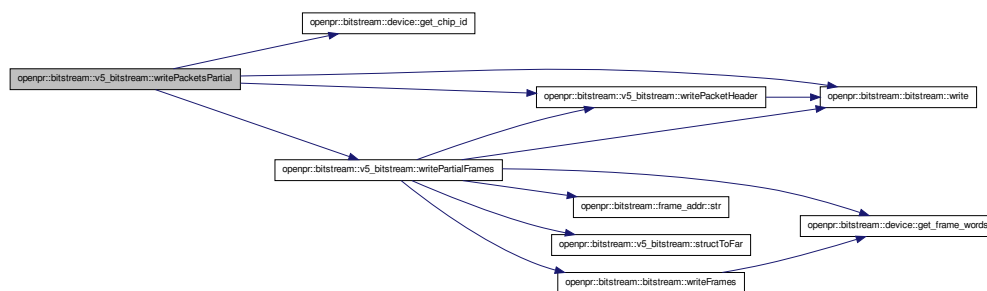 openpr::bitstream::device::get_chip_id
openpr::bitstream::v5_bitstream::writePacketsPartial
openpr::bitstream::v5_bitstream::writePacketHeader
openpr::bitstream::bitstream::write
openpr::bitstream::v5_bitstream::writePartialFrames
openpr::bitstream::frame_addr::str
openpr::bitstream::device::get_frame_words
openpr::bitstream::v5_bitstream::structToFar
openpr::bitstream::bitstream::writeFrames